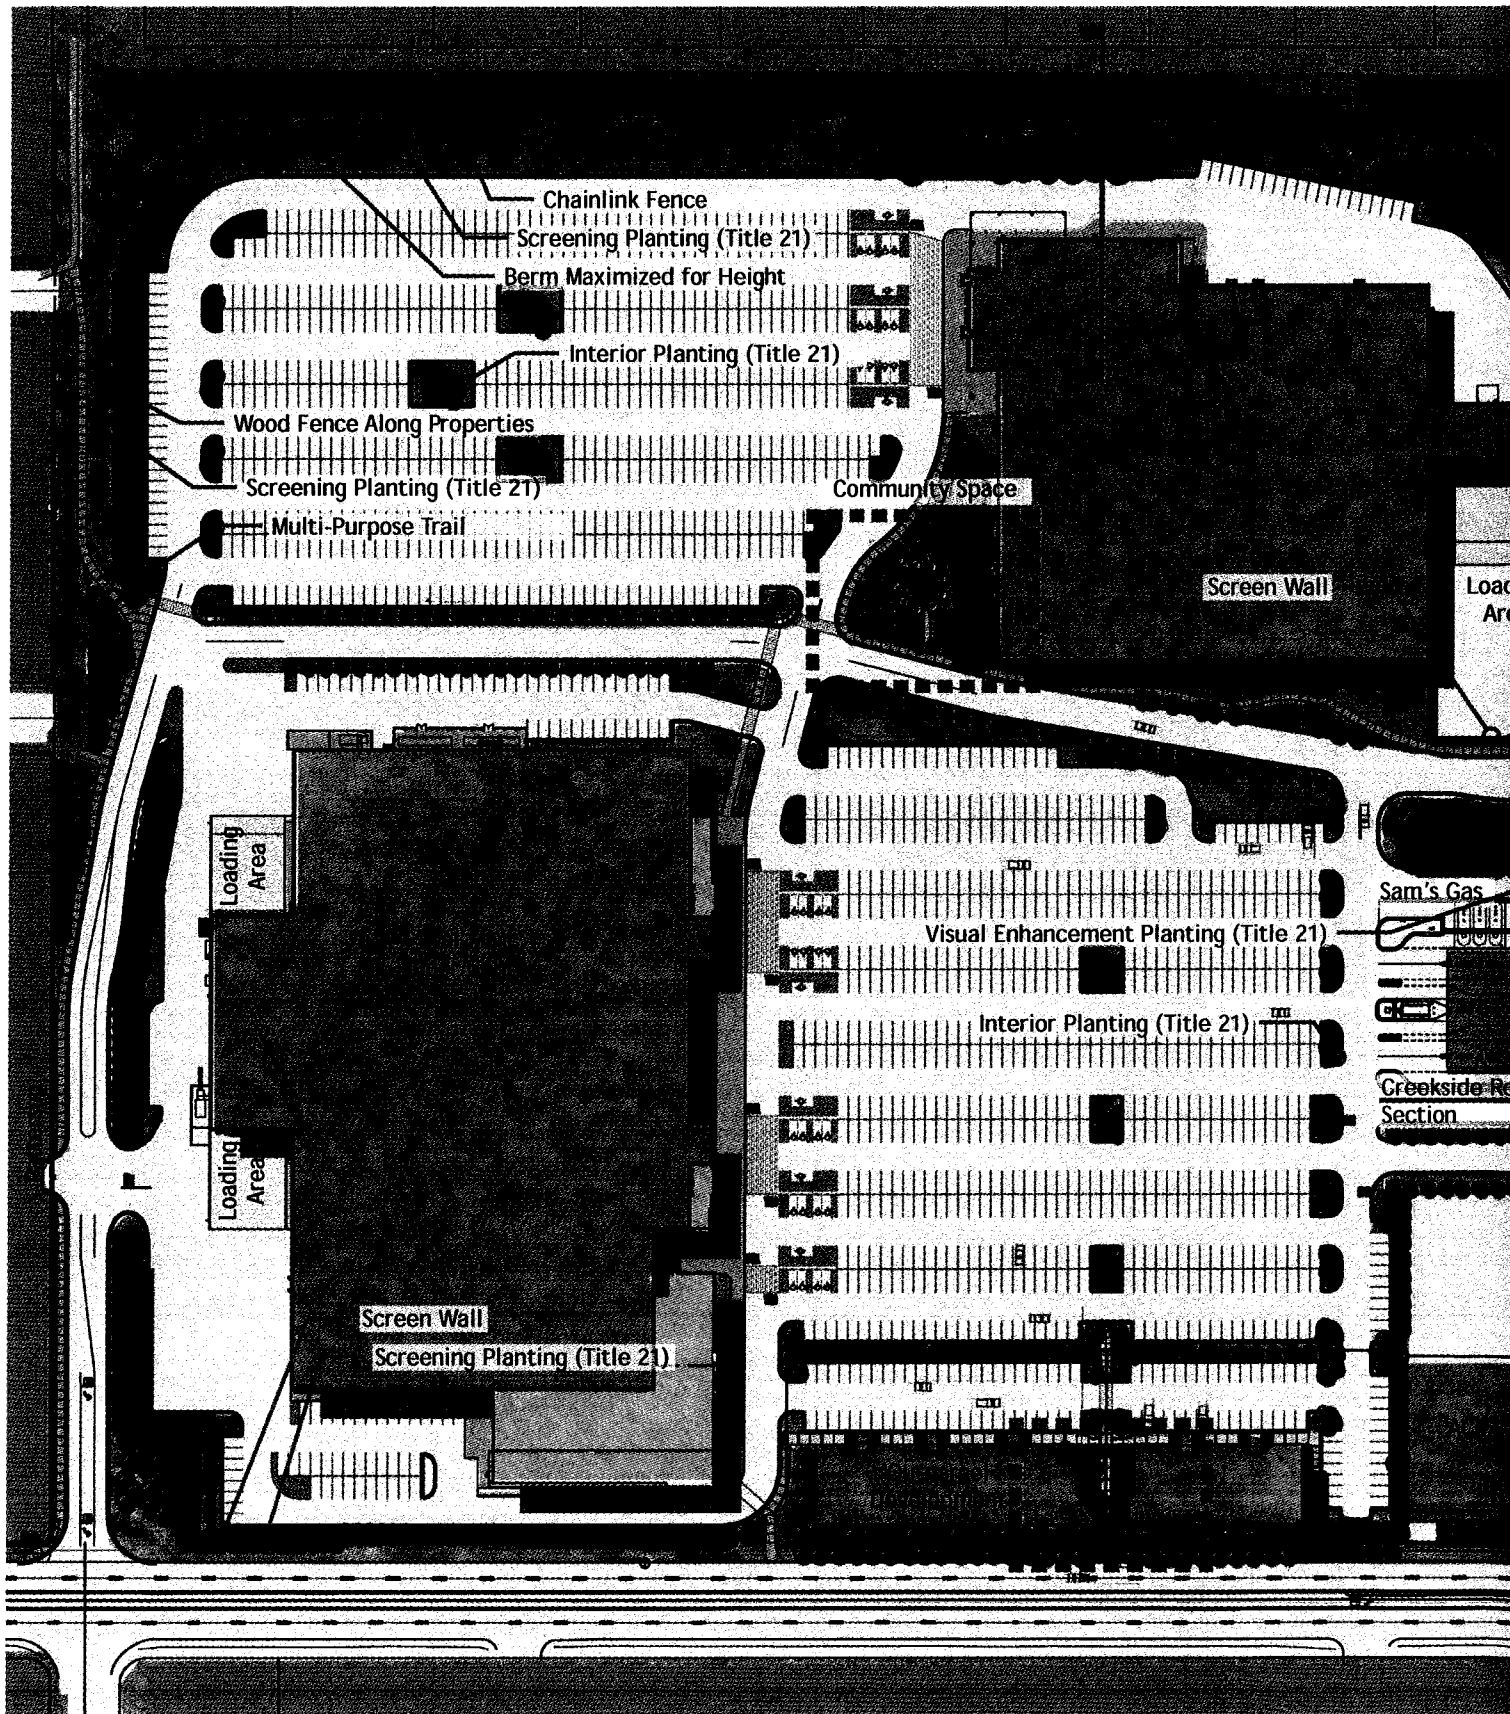 Chainlink Fence
Screening Planting (Title 21)
Berm Maximized for Height
Interior Planting (Title 21)
Wood Fence Along Properties
Screening Planting (Title 21)
Community Space
Multi-Purpose Trail
Screen Wall
Loading
Area
Sam's Gas
Visual Enhancement Planting (Title 21)
Interior Planting (Title 21)
Creekside
Section
Loading
Area
Screen Wall
Screening Planting (Title 21)